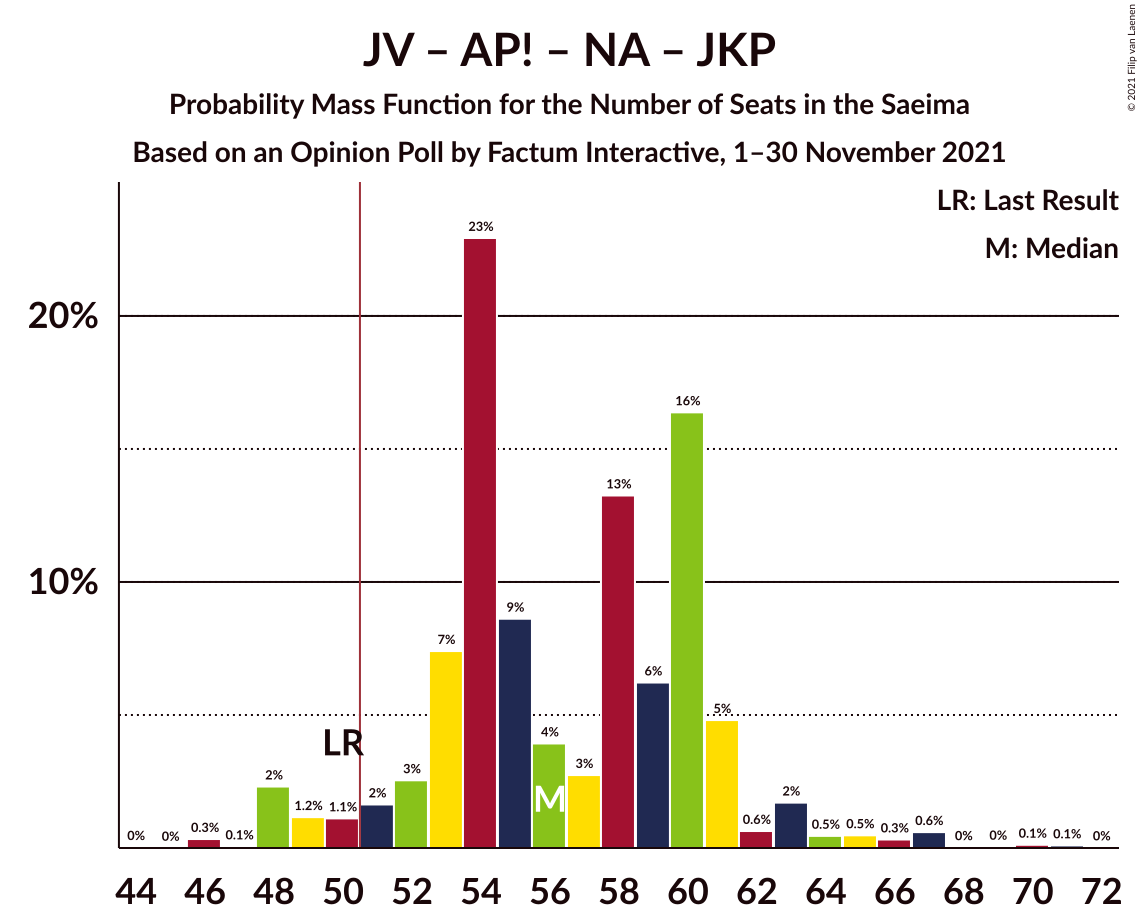 JV – AP! – NA – JKP
Probability Mass Function for the Number of Seats in the Saeima
Based on an Opinion Poll by Factum Interactive, 1–30 November 2021
© 2021 Filip van Laenen
LR: Last Result
M: Median
20%
10%
0% 0% 0.3% 0.1% 2% 1.2% 1.1% 2% 3% 7% 23% 9% 4% 3% 13% 6% 16% 5% 0.6% 2% 0.5% 0.5% 0.3% 0.6% 0% 0% 0.1% 0.1% 0%
LR
M
44 46 48 50 52 54 56 58 60 62 64 66 68 70 72